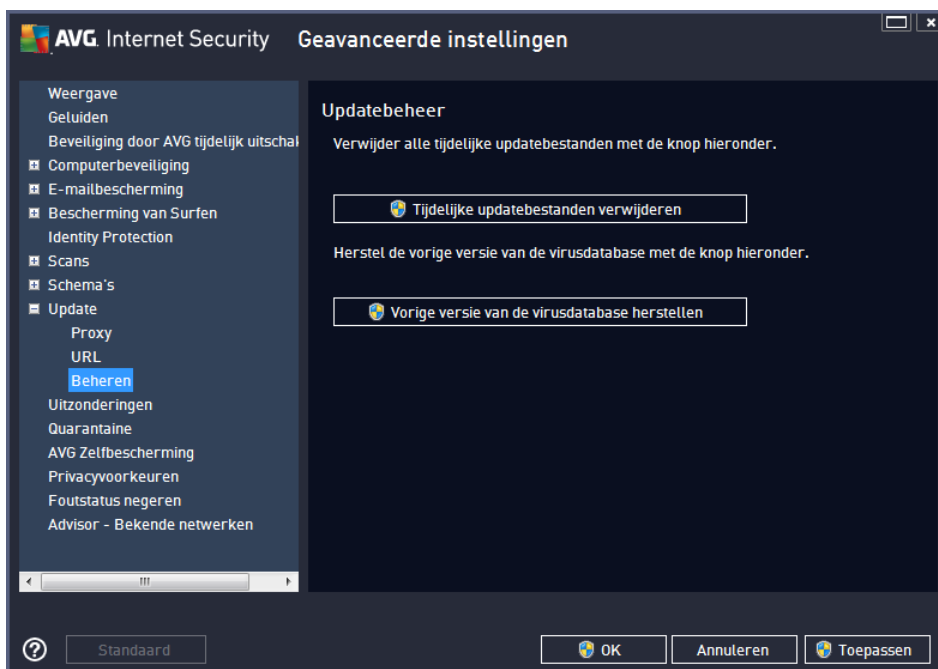 AVG. Internet Security Geavanceerde instellingen
Weergave
Geluiden
Beveiliging door AVG tijdelijk uitschak
Computerbeveiliging
E-mailbescherming
Bescherming van Surfen
Identity Protection
Scans
Schema's
Update
Proxy
URL
Beheren
Uitzonderingen
Quarantaine
AVG Zelfbescherming
Privacyvoorkeuren
Foutstatus negeren
Advisor - Bekende netwerken
Updatebeheer
Verwijder alle tijdelijke updatebestanden met de knop hieronder.
Tijdelijke updatebestanden verwijderen
Herstel de vorige versie van de virusdatabase met de knop hieronder.
Vorige versie van de virusdatabase herstellen
Standaard
OK
Annuleren
Toepassen